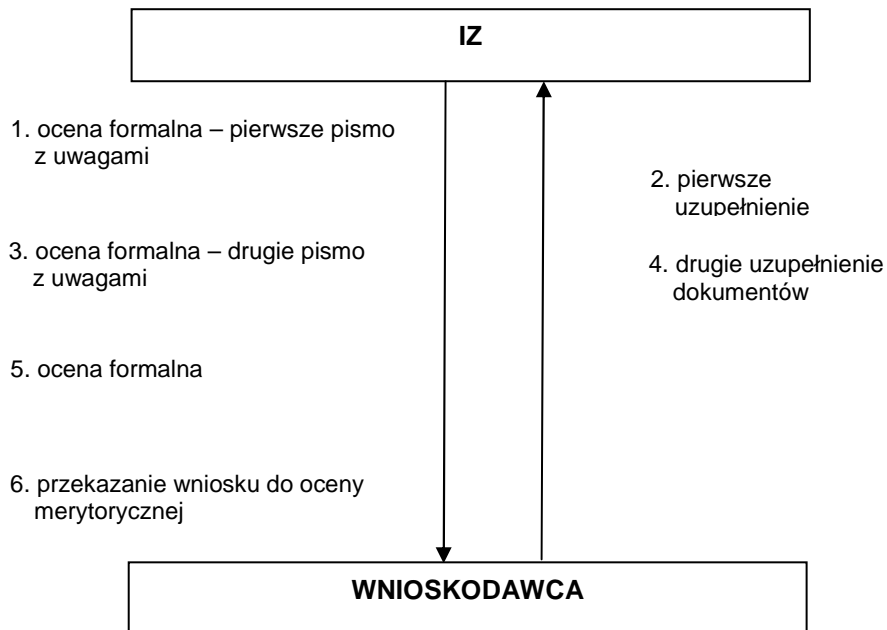 IZ
1. ocena formalna – pierwsze pismo
z uwagami
2. pierwsze
uzupełnienie
3. ocena formalna – drugie pismo
z uwagami
4. drugie uzupełnienie
dokumentów
5. ocena formalna
6. przekazanie wniosku do oceny
merytorycznej
WNIOSKODAWCA